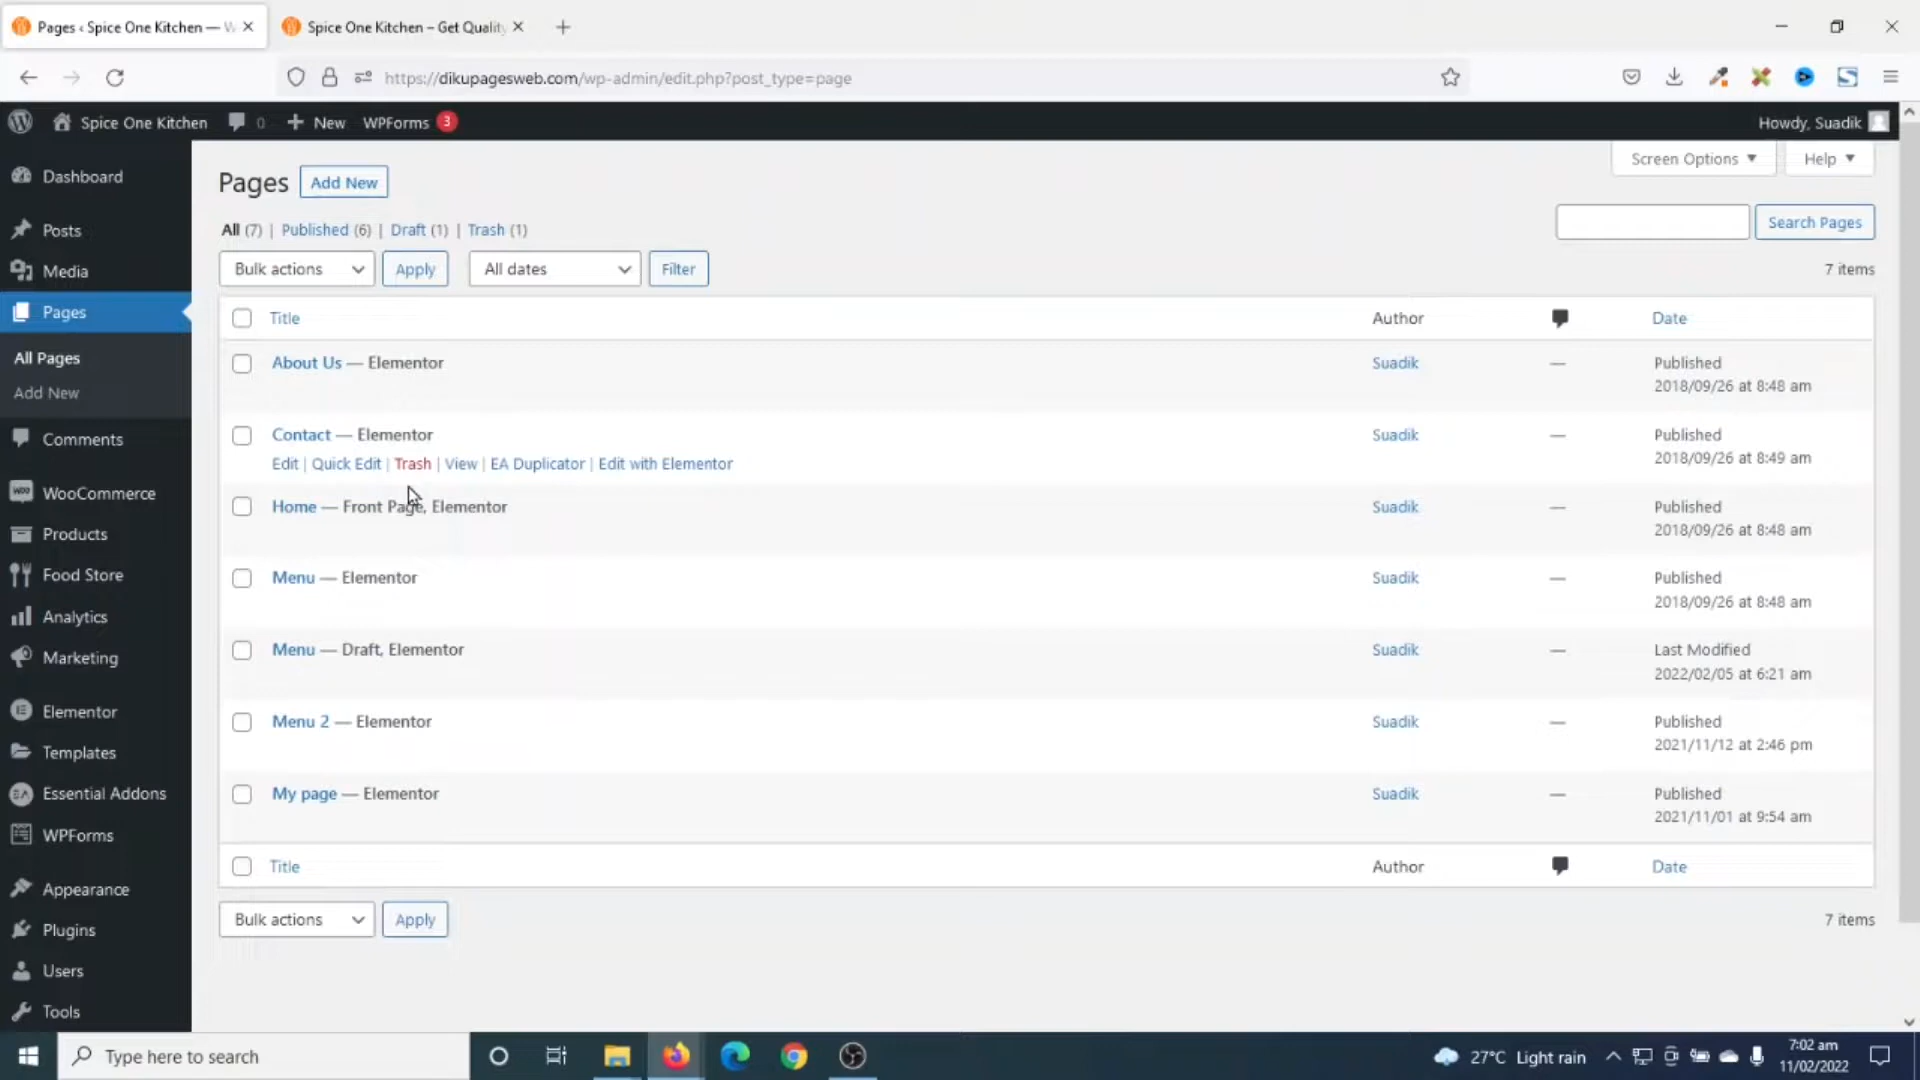 Pages ‹ Spice One Kitchen — W
Spice One Kitchen – Get Quality
https://dikupagesweb.com/wp-admin/edit.php?post_type=page
Spice One Kitchen
0
New
WPForms
3
Howdy, Suadik
Dashboard
Posts
Media
Pages
All Pages
Add New
Comments
WooCommerce
Products
Food Store
Analytics
Marketing
Elementor
Templates
Essential Addons
WPForms
Appearance
Plugins
Users
Tools
Screen Options
Help
Pages
Add New
All (7) | Published (6) | Draft (1) | Trash (1)
Search Pages
Bulk actions
Apply
All dates
Filter
7 items
Title
Author
Date
About Us — Elementor
Suadik
—
Published
2018/09/26 at 8:48 am
Contact — Elementor
Edit | Quick Edit | Trash | View | EA Duplicator | Edit with Elementor
Suadik
—
Published
2018/09/26 at 8:49 am
Home — Front Page, Elementor
Suadik
—
Published
2018/09/26 at 8:48 am
Menu — Elementor
Suadik
—
Published
2018/09/26 at 8:48 am
Menu — Draft, Elementor
Suadik
—
Last Modified
2022/02/05 at 6:21 am
Menu 2 — Elementor
Suadik
—
Published
2021/11/12 at 2:46 pm
My page — Elementor
Suadik
—
Published
2021/11/01 at 9:54 am
Title
Author
Date
Bulk actions
Apply
7 items
Type here to search
27°C Light rain
7:02 am
11/02/2022